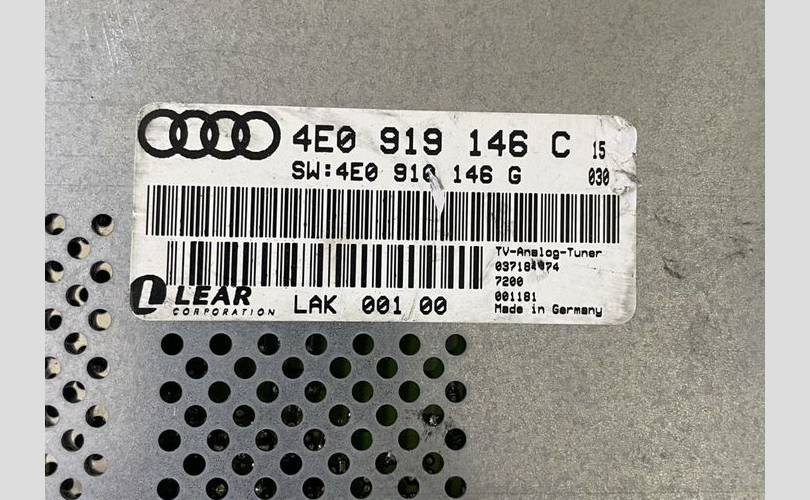 4E0 919 146 C 15
SW:4E0 910 146 G 030
TV-Analog-Tuner
7200
001181
LEAR
CORPORATION
LAK 001 00
Made in Germany